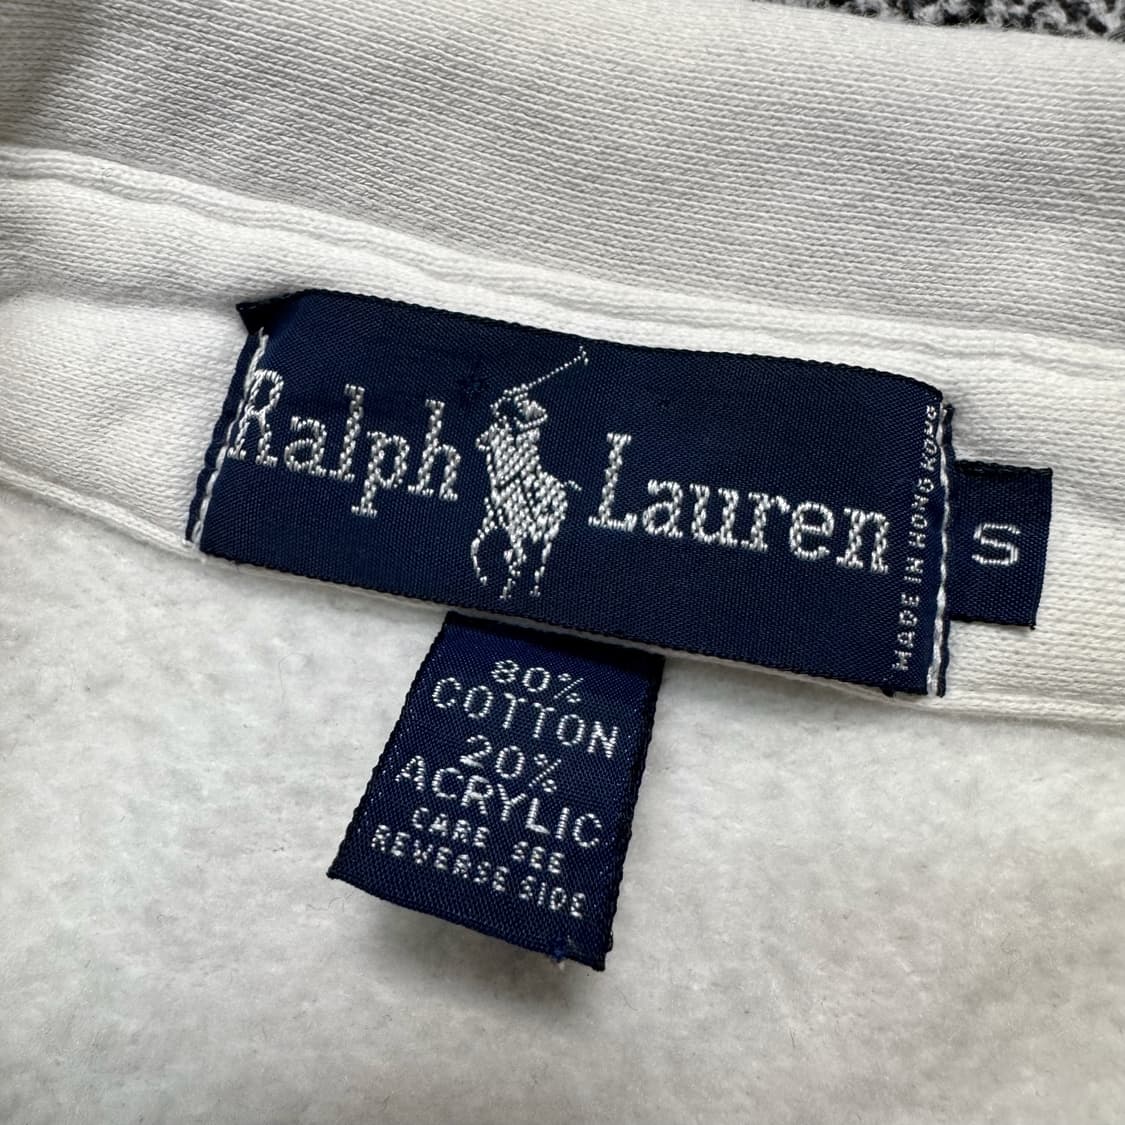 Ralph Lauren
MADE IN HONG KONG
S
80%
COTTON
20%
ACRYLIC
CARE SEE
REVERSE SIDE